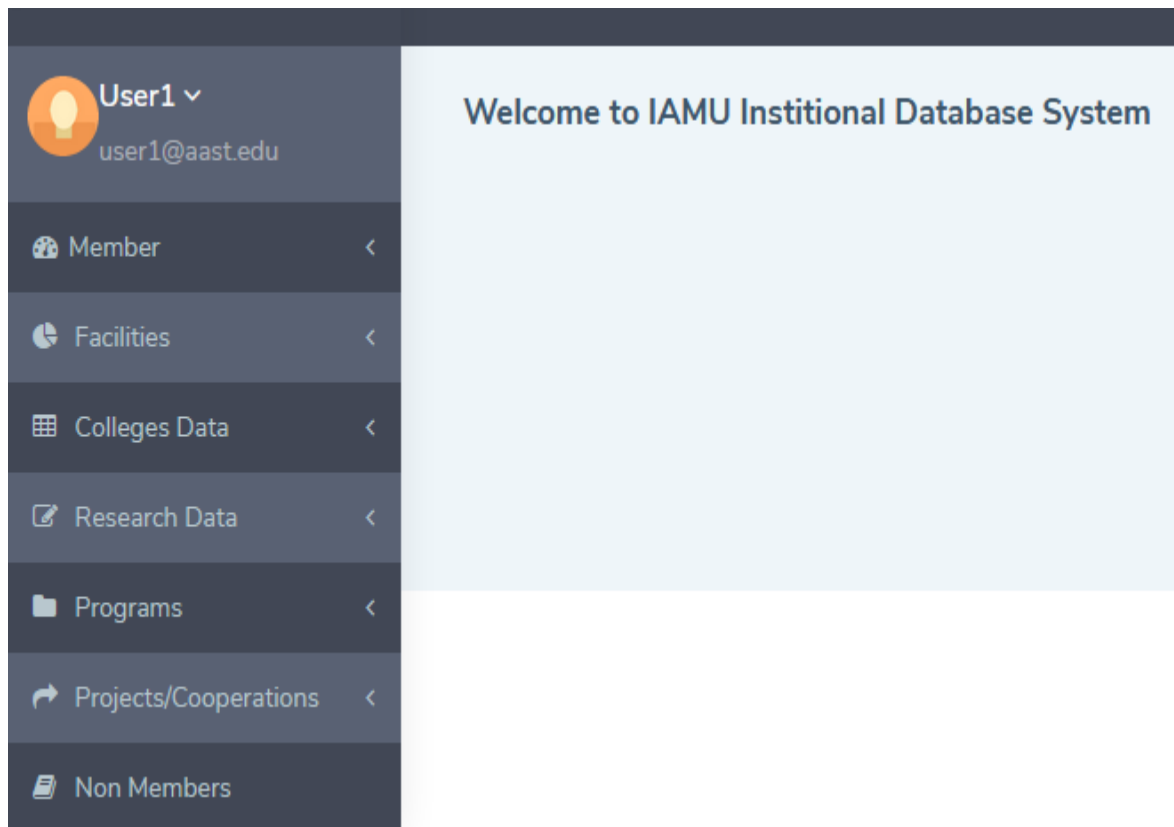 User1
user1@aast.edu
Member
Facilities
Colleges Data
Research Data
Programs
Projects/Cooperations
Non Members
Welcome to IAMU Institional Database System